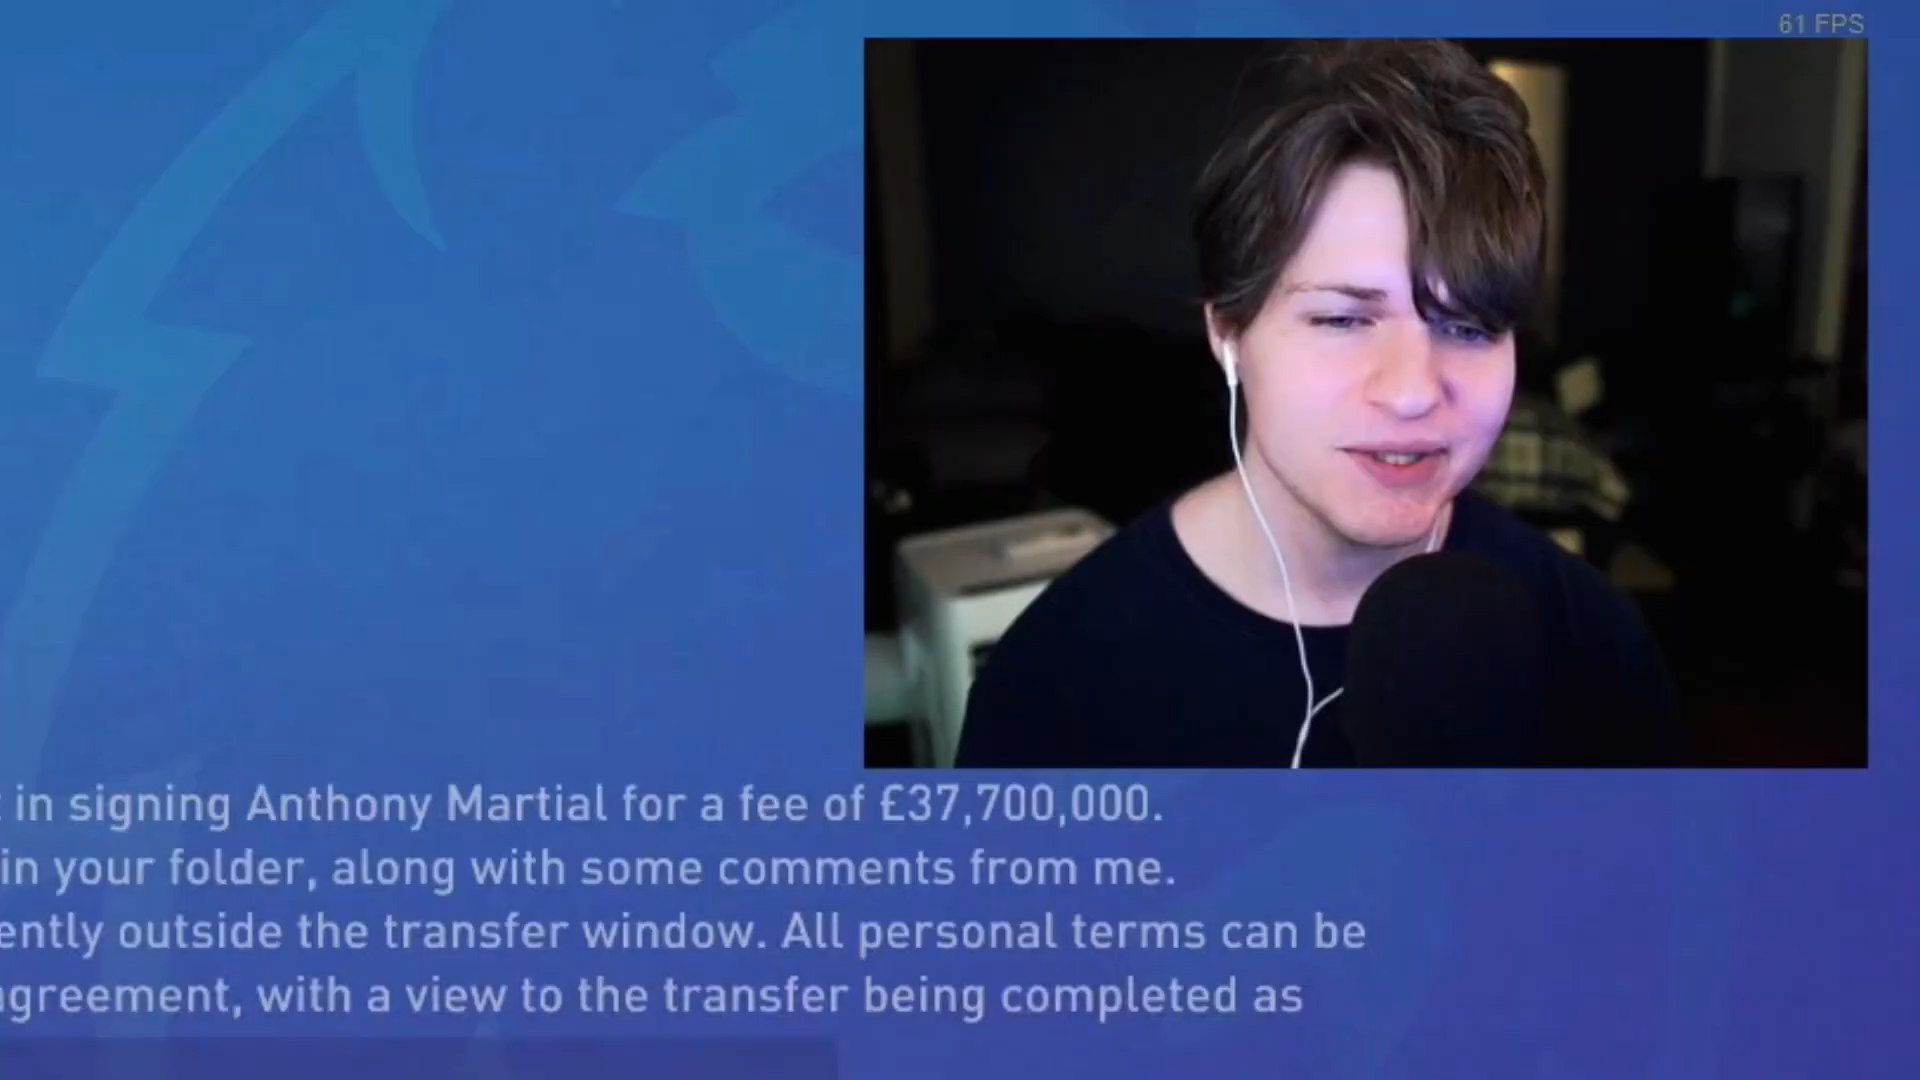 61 FPS
in signing Anthony Martial for a fee of £37,700,000.
in your folder, along with some comments from me.
outside the transfer window. All personal terms can be
agreement, with a view to the transfer being completed as